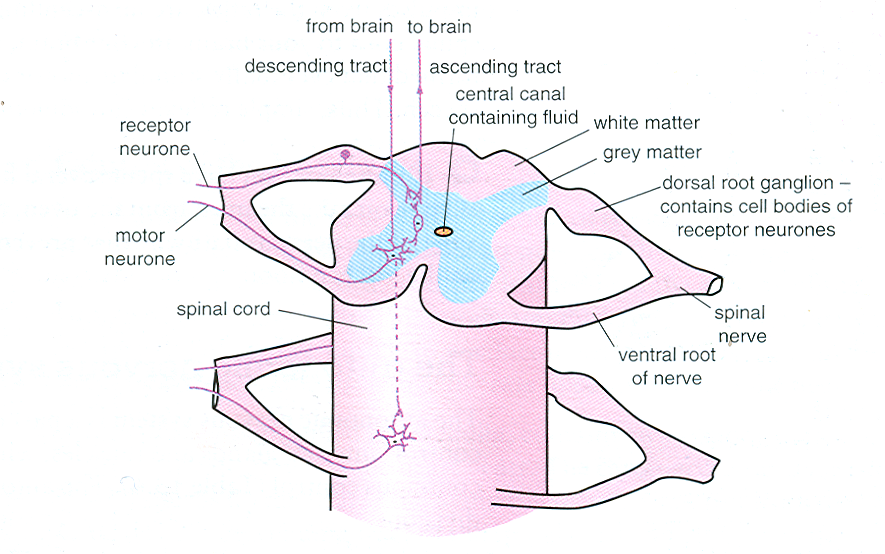 from brain to brain
descending tract
ascending tract
central canal
containing fluid
white matter
grey matter
receptor
neurone
dorsal root ganglion –
contains cell bodies of
receptor neurones
motor
neurone
spinal cord
spinal
nerve
ventral root
of nerve